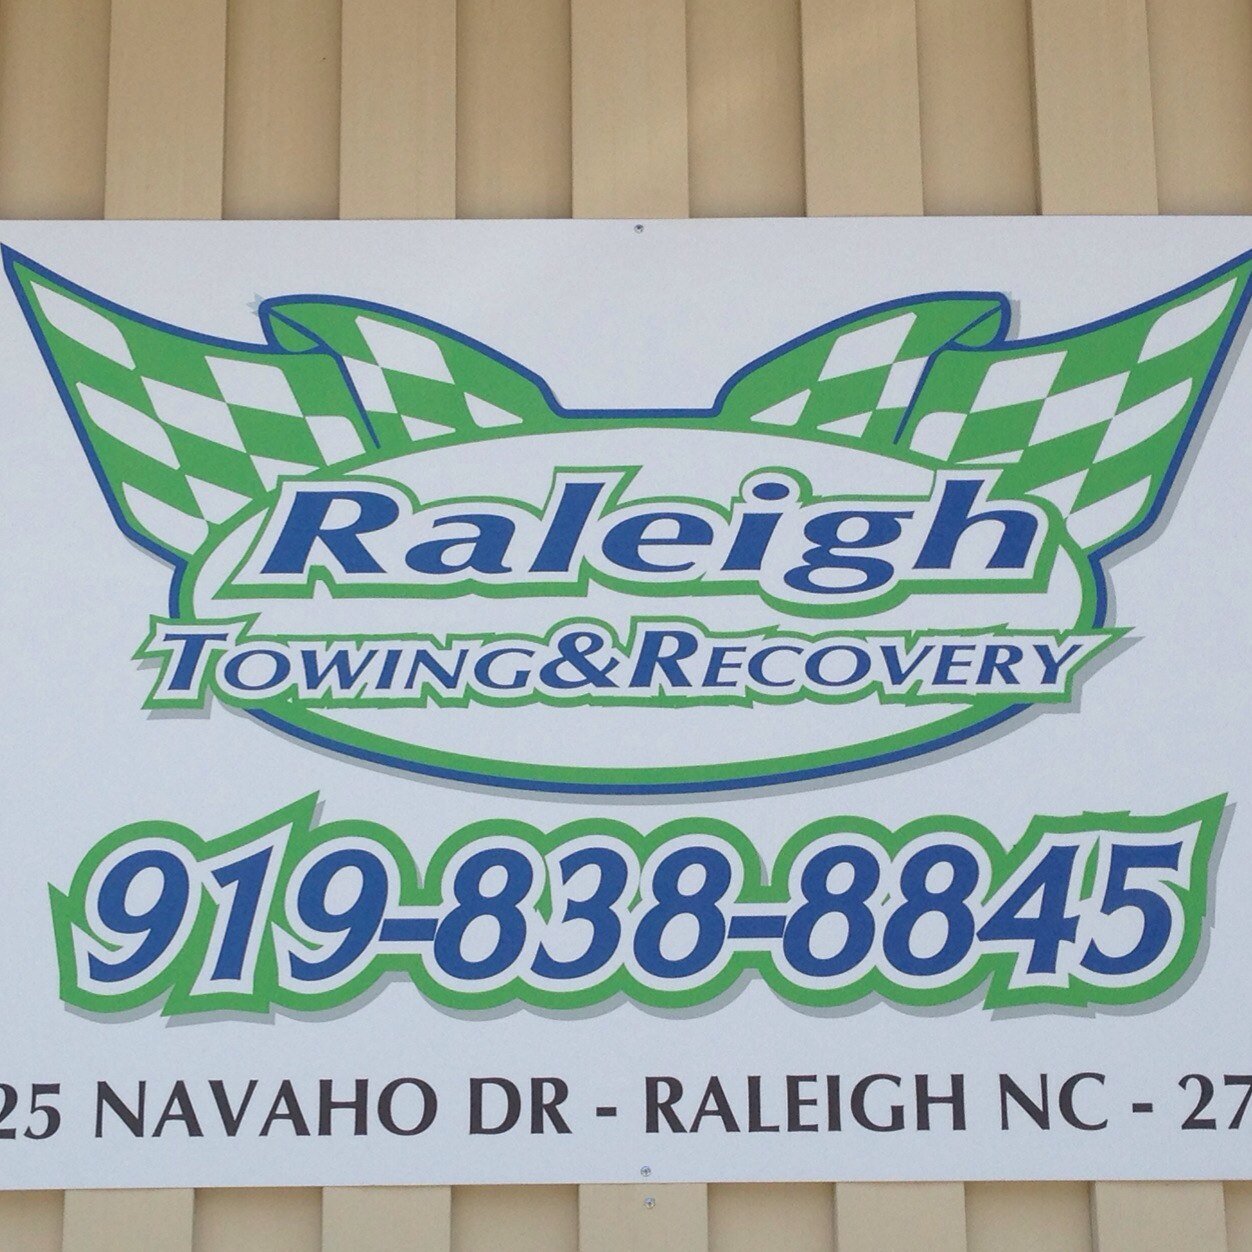 Raleigh
TOWING & RECOVERY
919-838-8845
25 NAVAHO DR - RALEIGH NC - 27